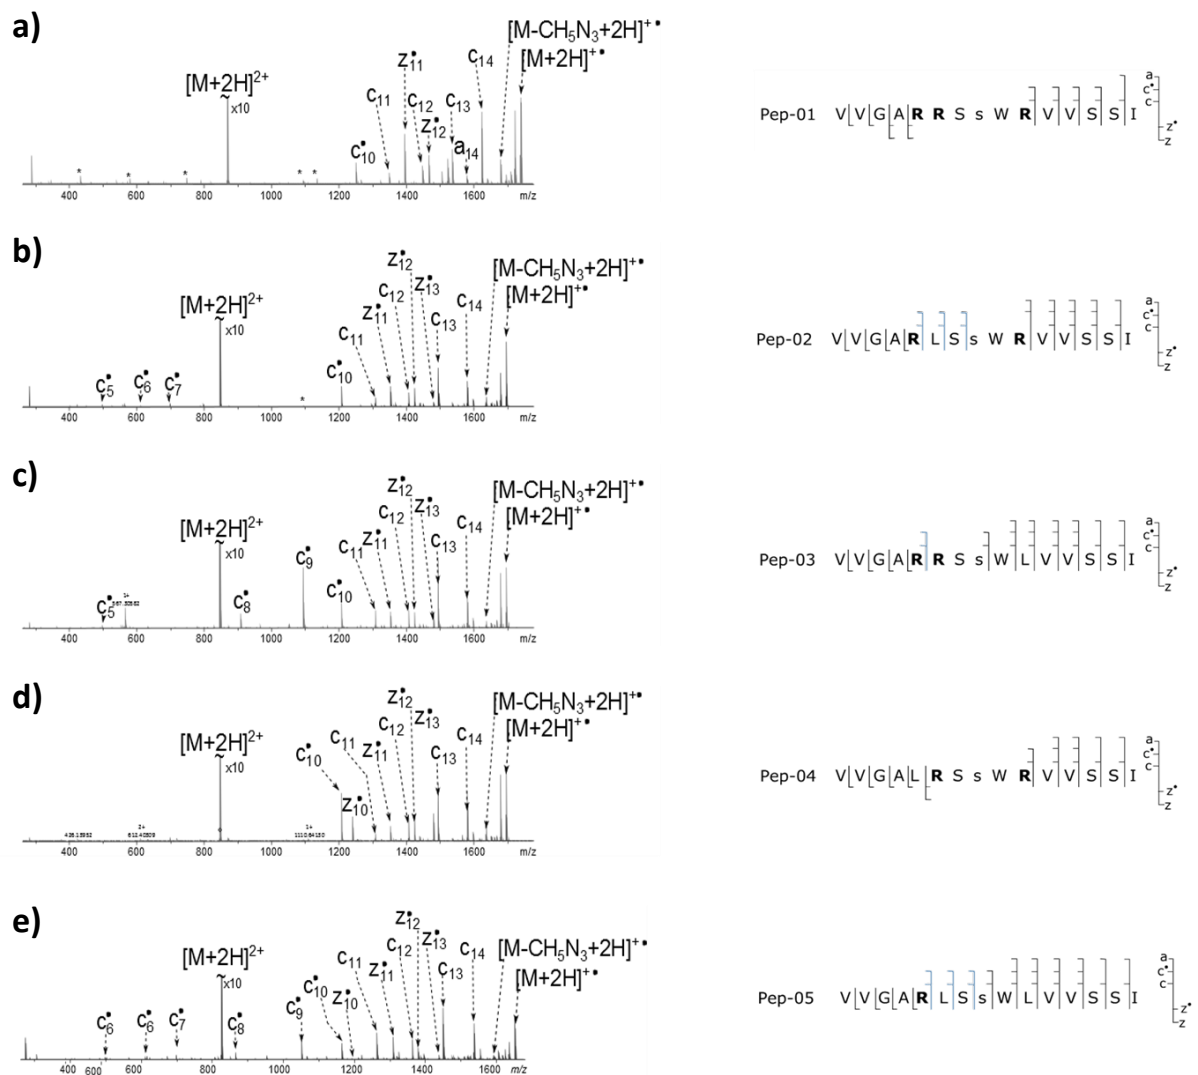 a)
[M-CH5N3+2H]+•
[M+2H]+•
[M+2H]2+
x10
z•11
c14
c11
c12
c13
z•12
a14
c•10
* * * * *
400 600 800 1000 1200 1400 1600 m/z
Pep-01 V V G A R R S s W R V V S S I
a
c•
c
z•
z
b)
[M-CH5N3+2H]+•
[M+2H]+•
[M+2H]2+
x10
z•12
z•13
c12
c14
z•11
c13
c11
c•10
c•5 c•6 c•7
*
400 600 800 1000 1200 1400 1600 m/z
Pep-02 V V G A R L S s W R V V S S I
a
c•
c
z•
z
c)
[M-CH5N3+2H]+•
[M+2H]+•
[M+2H]2+
x10
z•12
z•13
c12
c14
z•11
c13
c11
c•9
c•10
c•8
c•5
1+
400 600 800 1000 1200 1400 1600 m/z
Pep-03 V V G A R R S s W L V V S S I
a
c•
c
z•
z
d)
[M-CH5N3+2H]+•
[M+2H]+•
[M+2H]2+
x10
z•12
z•13
c12
c14
c11
z•11
c13
c•10
z•10
2+
1+
400 600 800 1000 1200 1400 1600 m/z
Pep-04 V V G A L R S s W R V V S S I
a
c•
c
z•
z
e)
[M-CH5N3+2H]+•
[M+2H]+•
[M+2H]2+
x10
z•12
z•13
c12
c14
c11
z•11
c13
c•10
z•10
c•9
c•6 c•6 c•7 c•8
400 600 600 800 1000 1200 1400 1600 m/z
Pep-05 V V G A R L S s W L V V S S I
a
c•
c
z•
z